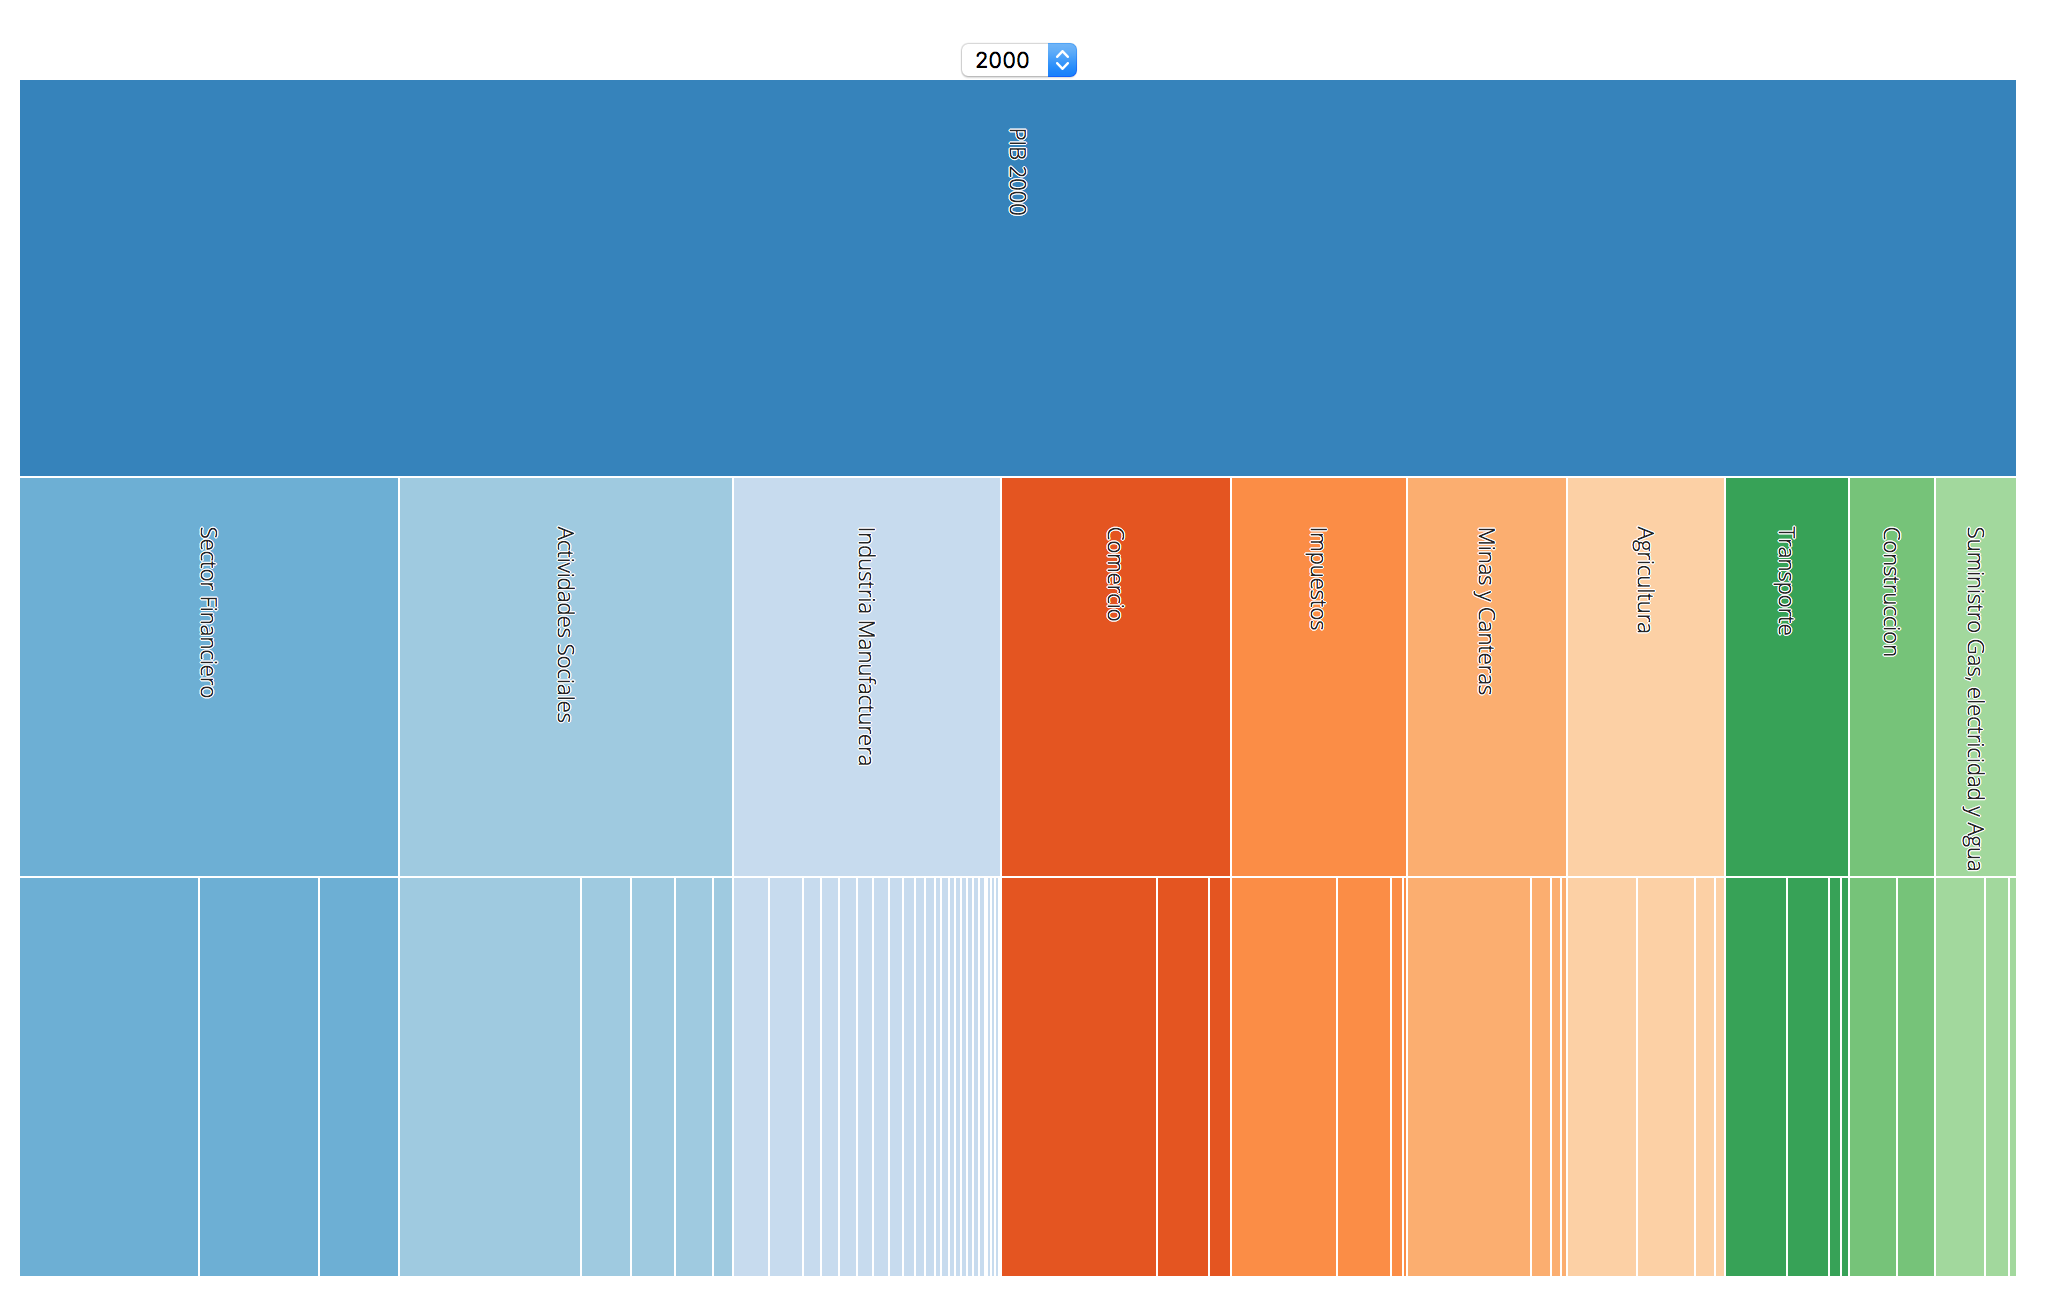 2000
PIB 2000
Sector Financiero
Actividades Sociales
Industria Manufacturera
Comercio
Impuestos
Minas y Canteras
Agricultura
Transporte
Construccion
Suministro Gas, electricidad y Agua